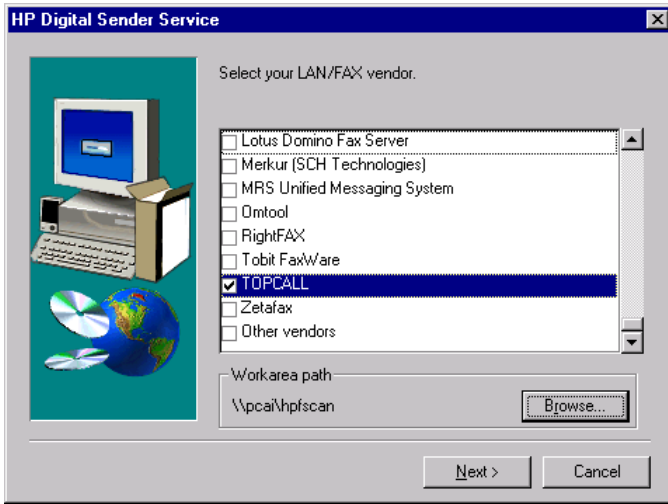 HP Digital Sender Service
Select your LAN/FAX vendor.
Lotus Domino Fax Server
Merkur (SCH Technologies)
MRS Unified Messaging System
Omtool
RightFAX
Tobit FaxWare
TOPCALL
Zetafax
Other vendors
Workarea path
\\pcai\hpfscan
Browse...
Next >
Cancel